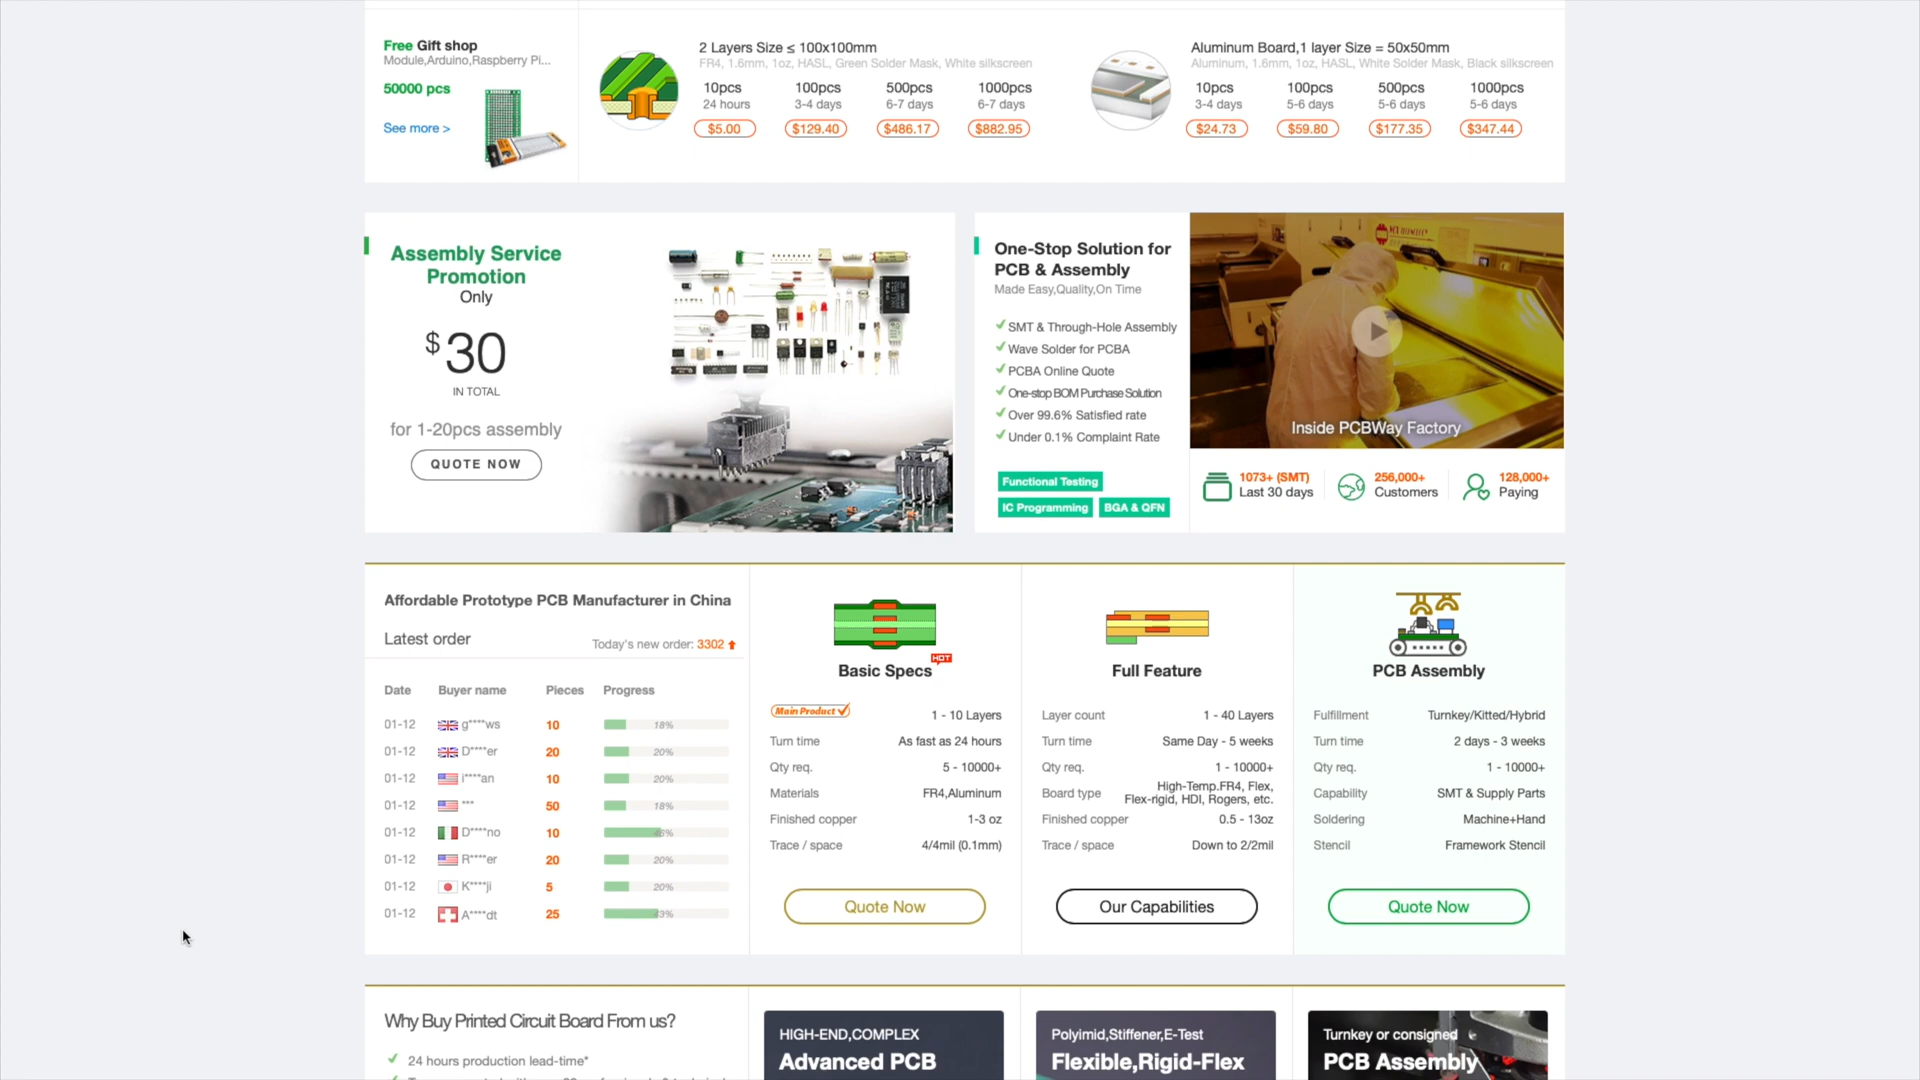 Free Gift shop
Module,Arduino,Raspberry Pi...
50000 pcs
See more >
2 Layers Size ≤ 100x100mm
FR4, 1.6mm, 1oz, HASL, Green Solder Mask, White silkscreen
10pcs 100pcs 500pcs 1000pcs
24 hours 3-4 days 6-7 days 6-7 days
$5.00 $129.40 $486.17 $882.95
Aluminum Board,1 layer Size = 50x50mm
Aluminum, 1.6mm, 1oz, HASL, White Solder Mask, Black silkscreen
10pcs 100pcs 500pcs 1000pcs
3-4 days 5-6 days 5-6 days 5-6 days
$24.73 $59.80 $177.35 $347.44
Assembly Service
Promotion
Only
$30
IN TOTAL
for 1-20pcs assembly
QUOTE NOW
One-Stop Solution for
PCB & Assembly
Made Easy,Quality,On Time
SMT & Through-Hole Assembly
Wave Solder for PCBA
PCBA Online Quote
One-stop BOM Purchase Solution
Over 99.6% Satisfied rate
Under 0.1% Complaint Rate
Functional Testing
IC Programming BGA & QFN
Inside PCBWay Factory
1073+ (SMT) 256,000+ 128,000+
Last 30 days Customers Paying
Affordable Prototype PCB Manufacturer in China
Latest order Today's new order: 3302
Date Buyer name Pieces Progress
01-12 g****ws 10 18%
01-12 D****er 20 20%
01-12 i****an 10 20%
01-12 *** 50 18%
01-12 D****no 10
01-12 R****er 20 20%
01-12 K****ji 5 20%
01-12 A****dt 25 43%
HOT
Basic Specs
Main Product 1 - 10 Layers
Turn time As fast as 24 hours
Qty req. 5 - 10000+
Materials FR4,Aluminum
Finished copper 1-3 oz
Trace / space 4/4mil (0.1mm)
Quote Now
Full Feature
Layer count 1 - 40 Layers
Turn time Same Day - 5 weeks
Qty req. 1 - 10000+
Board type High-Temp.FR4, Flex,
Flex-rigid, HDI, Rogers, etc.
Finished copper 0.5 - 13oz
Trace / space Down to 2/2mil
Our Capabilities
PCB Assembly
Fulfillment Turnkey/Kitted/Hybrid
Turn time 2 days - 3 weeks
Qty req. 1 - 10000+
Capability SMT & Supply Parts
Soldering Machine+Hand
Stencil Framework Stencil
Quote Now
Why Buy Printed Circuit Board From us?
24 hours production lead-time*
HIGH-END,COMPLEX
Advanced PCB
Polyimid,Stiffener,E-Test
Flexible,Rigid-Flex
Turnkey or consigned
PCB Assembly